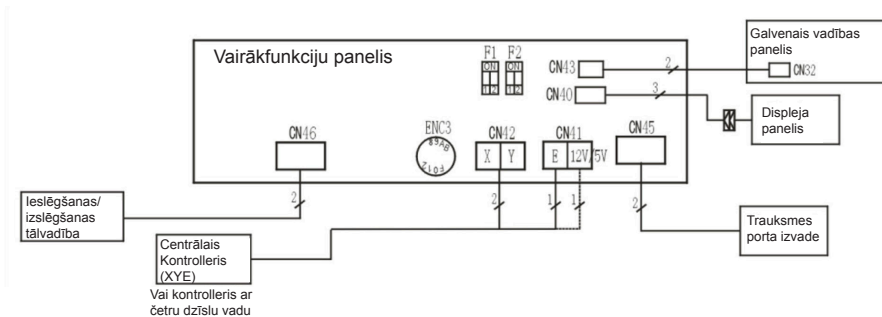 Vairākfunkciju panelis
F1 F2
ON ON
1 2 1 2
CN43
2
Galvenais vadības
panelis
CN32
CN40
3
Displeja
panelis
CN46
ENC3
F012
CN42
X Y
CN41
E 12V/5V
CN45
2
2
1
1
2
Ieslēgšanas/
izslēgšanas
tālvadība
Centrālais
Kontrolleris
(XYE)
Vai kontrolleris ar
četru dzīslu vadu
Trauksmes
porta izvade